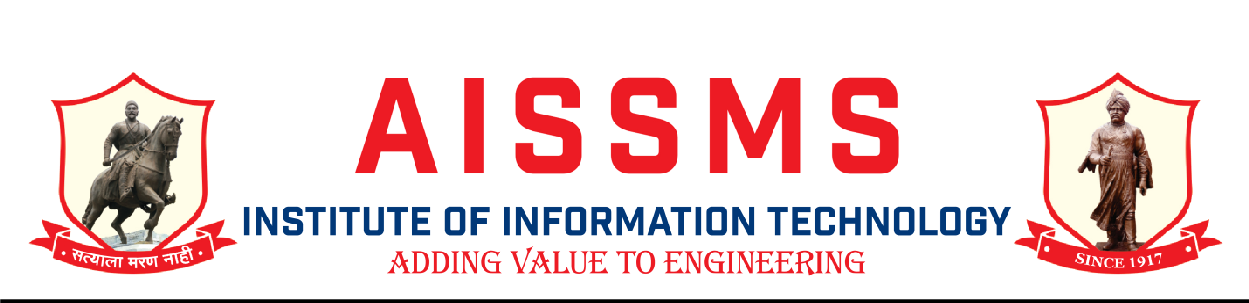 AISSMS
INSTITUTE OF INFORMATION TECHNOLOGY
ADDING VALUE TO ENGINEERING
सत्याला मरण नाही
SINCE 1917